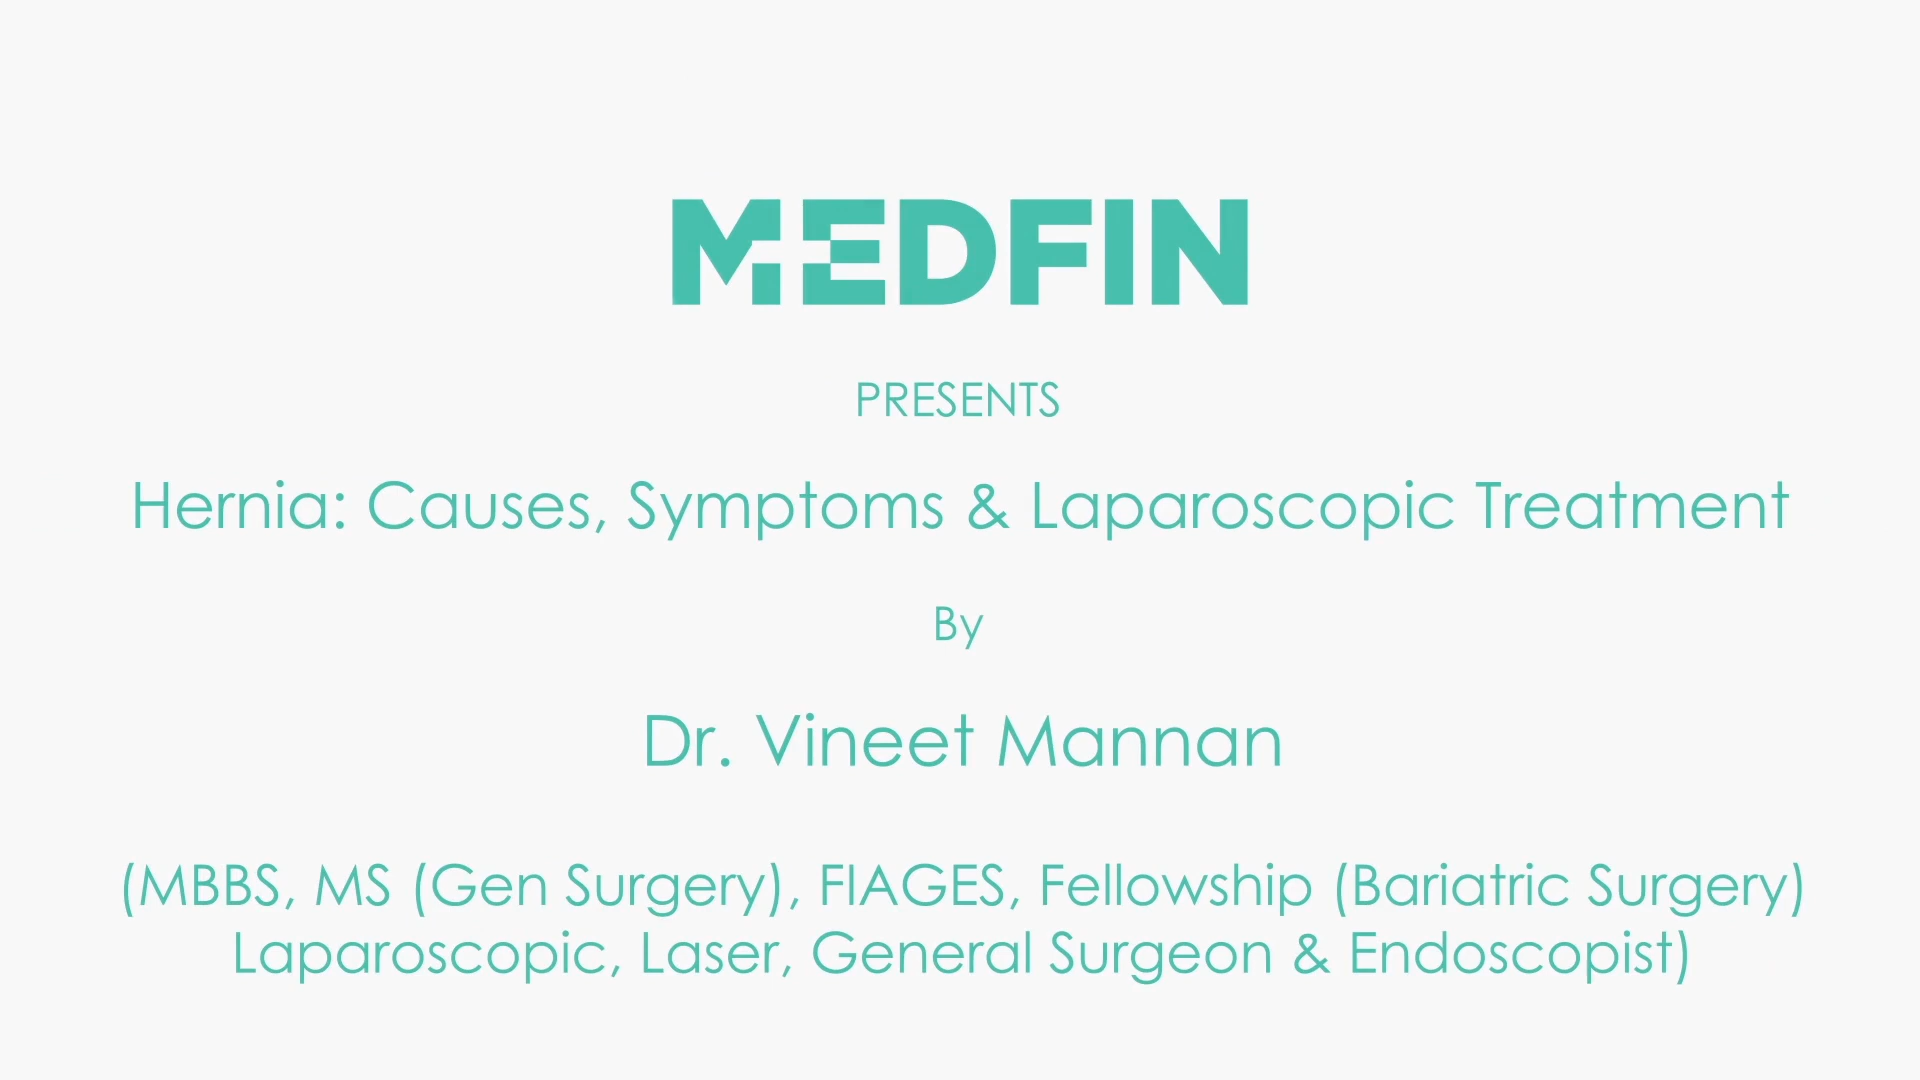 MEDFIN
PRESENTS
Hernia: Causes, Symptoms & Laparoscopic Treatment
By
Dr. Vineet Mannan
(MBBS, MS (Gen Surgery), FIAGES, Fellowship (Bariatric Surgery)
Laparoscopic, Laser, General Surgeon & Endoscopist)